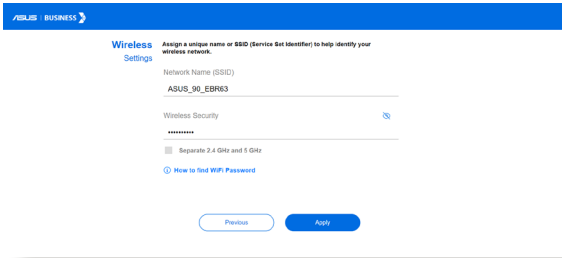 ASUS | BUSINESS
Wireless
Settings
Assign a unique name or SSID (Service Set Identifier) to help identify your
wireless network.
Network Name (SSID)
ASUS_90_EBR63
Wireless Security
••••••••••
Separate 2.4 GHz and 5 GHz
How to find WiFi Password
Previous
Apply